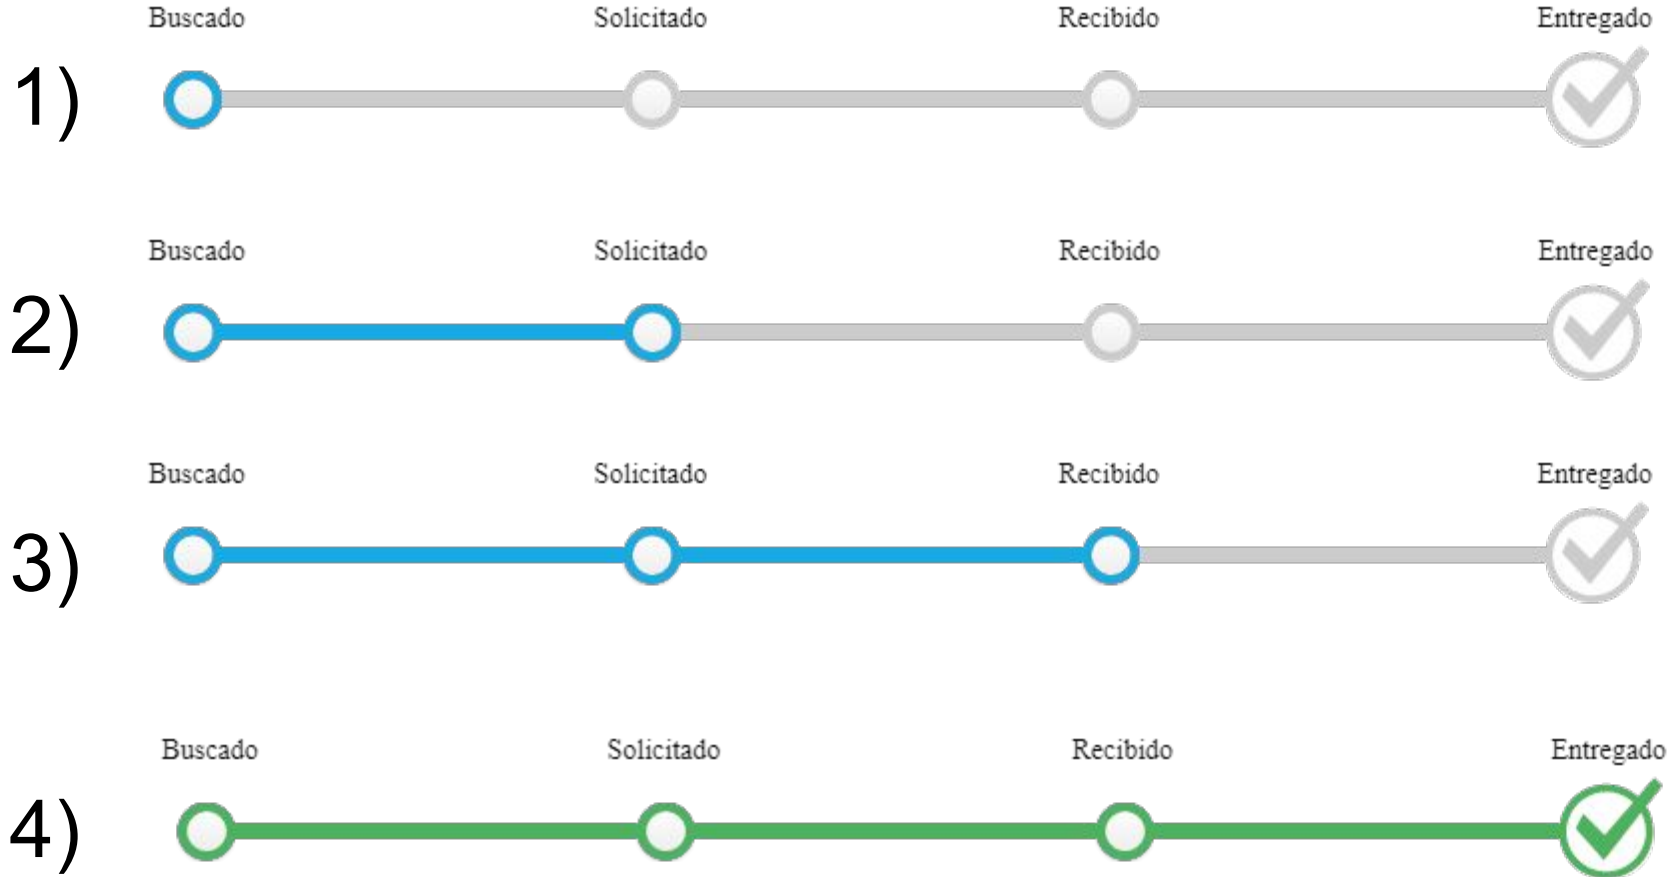 Buscado Solicitado Recibido Entregado
1)
Buscado Solicitado Recibido Entregado
2)
Buscado Solicitado Recibido Entregado
3)
Buscado Solicitado Recibido Entregado
4)